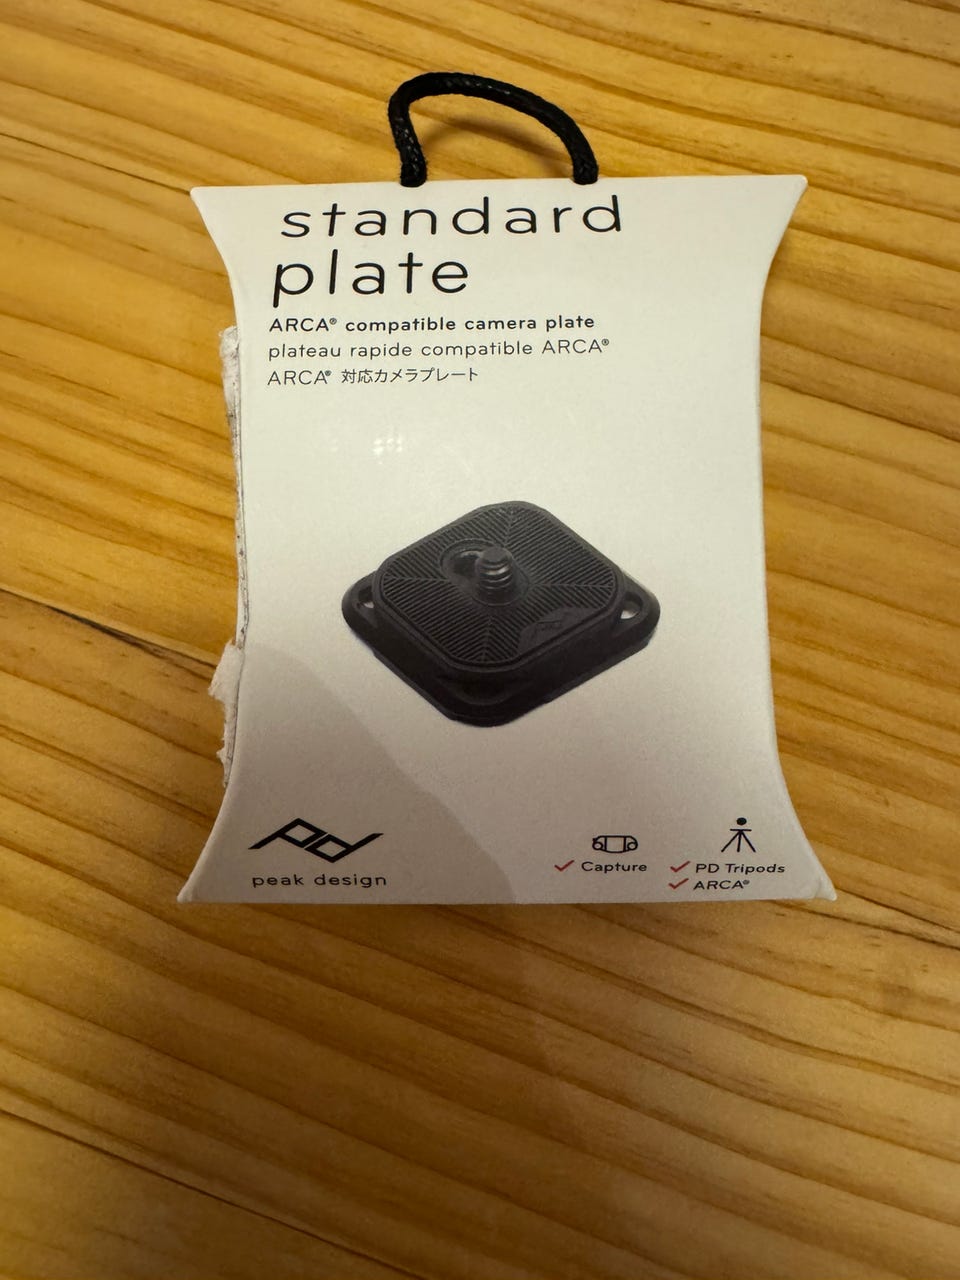 standard
plate
ARCA® compatible camera plate
plateau rapide compatible ARCA®
ARCA® 対応カメラプレート
pd
peak design
Capture
PD Tripods
ARCA®